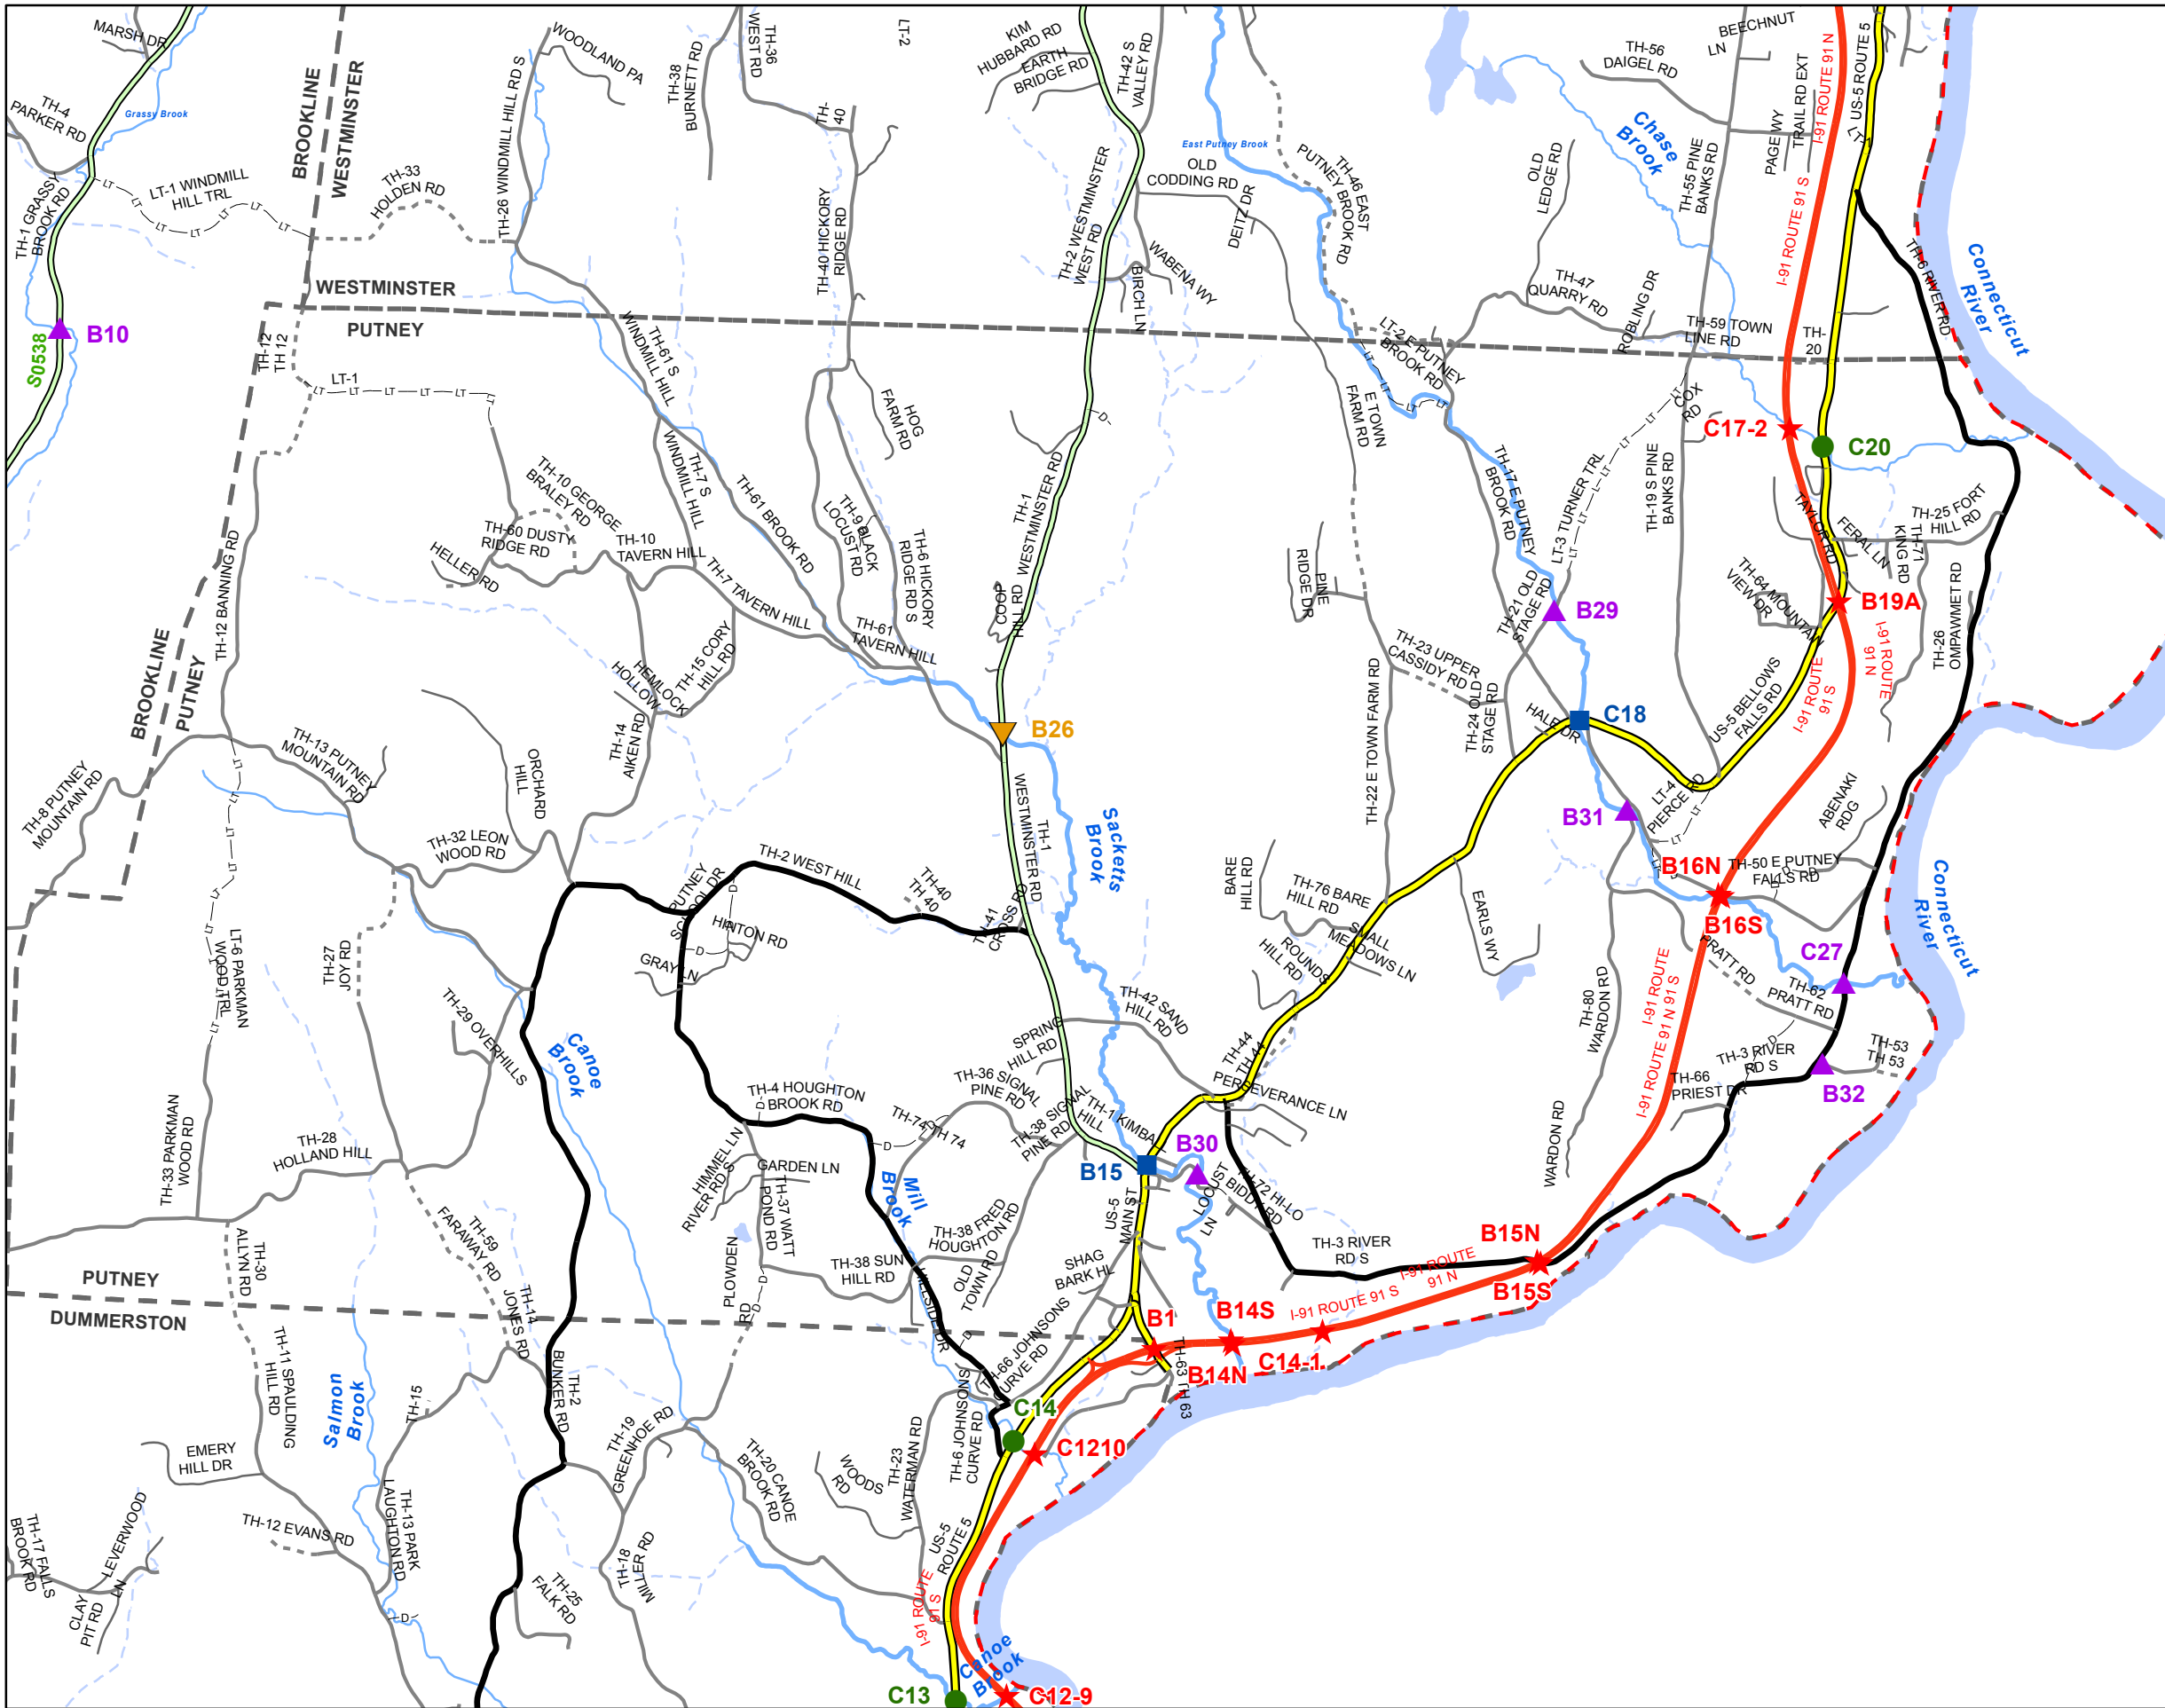 MARSH DR
WOODLAND PA
TH-38
BURNETT RD
TH-36
WEST RD
LT-2
KIM
HUBBARD RD
EARTH
BRIDGE RD
TH-42 S
VALLEY RD
TH-56
DAIGEL RD
BEECHNUT
LN
PAGE WY
TRAIL RD EXT
I-91 ROUTE 91 N
US-5 ROUTE 5
LT-1
TH-4
PARKER RD
Grassy Brook
BROOKLINE
WESTMINSTER
TH-26 WINDMILL HILL RD S
TH-
40
East Putney Brook
Chase
Brook
LT-1 WINDMILL
HILL TRL
TH-33
HOLDEN RD
TH-1 GRASSY
BROOK RD
TH-40 HICKORY
RIDGE RD
TH-2 WESTMINSTER
WEST RD
OLD
CODDING RD
DEITZ DR
TH-46 EAST
PUTNEY BROOK RD
OLD
LEDGE RD
TH-55 PINE
BANKS RD
I-91 ROUTE 91 S
TH-6 RIVER RD
Connecticut
River
WABENA WY
BIRCH LN
TH-47
QUARRY RD
ROBLING DR
TH-59 TOWN
LINE RD
TH-
20
WESTMINSTER
PUTNEY
B10
S0538
TH-12
TH 12
LT-1
TH-61 S
WINDMILL HILL
LT-2 E PUTNEY
BROOK RD
E TOWN
FARM RD
COX
RD
C17-2
C20
HOG
FARM RD
TH-7 S
WINDMILL HILL
TH-10 GEORGE
BRALEY RD
TH-60 DUSTY
RIDGE RD
TH-10
TAVERN HILL
HELLER RD
TH-61 BROOK RD
TH-9 BLACK
LOCUST RD
TH-6 HICKORY
RIDGE RD S
TH-1
WESTMINSTER RD
TH-17 E PUTNEY
BROOK RD
LT-3 TURNER TRL
TH-19 S PINE
BANKS RD
TAYLOR RD
FERAL LN
TH-71
KING RD
TH-25 FORT
HILL RD
TH-12 BANNING RD
TH-7 TAVERN HILL
TH-61
TAVERN HILL
COOP
HILL RD
PINE
RIDGE DR
TH-21 OLD
STAGE RD
B29
TH-64 MOUNTAIN
VIEW DR
B19A
TH-26
OMPAWMET RD
BROOKLINE
PUTNEY
HEMLOCK
HOLLOW
TH-15 CORY
HILL RD
TH-14
AIKEN RD
TH-23 UPPER
CASSIDY RD
TH-24 OLD
STAGE RD
HALE DR
C18
US-5 BELLOWS
FALLS RD
I-91 ROUTE
91 S
I-91 ROUTE
91 N
B26
TH-8 PUTNEY
MOUNTAIN RD
TH-13 PUTNEY
MOUNTAIN RD
ORCHARD
HILL
TH-22 E TOWN FARM RD
TH-1
WESTMINSTER RD
Sacketts
Brook
B31
LT-4
PIERCE RD
ABENAKI
RDG
TH-32 LEON
WOOD RD
TH-2 WEST HILL
TH-40
TH 40
TH-41
CROSS RD
PUTNEY
SCHOOL DR
HINTON RD
GRAY LN
BARE
HILL RD
TH-76 BARE
HILL RD
SMALL
MEADOWS LN
ROUNDS
HILL RD
EARLS WY
B16N
B16S
TH-50 E PUTNEY
FALLS RD
PRATT RD
C27
TH-62
PRATT RD
Connecticut
River
LT-6 PARKMAN
WOOD TRL
TH-27
JOY RD
TH-29 OVERHILLS
Canoe
Brook
TH-42 SAND
HILL RD
SPRING
HILL RD
TH-44
TH 44
PERSEVERANCE LN
TH-80
WARDON RD
I-91 ROUTE
91 S
I-91 ROUTE 91 N
TH-3 RIVER
RD S
TH-53
TH 53
B32
TH-66
PRIEST DR
WARDON RD
TH-4 HOUGHTON
BROOK RD
TH-36 SIGNAL
PINE RD
TH-74 TH 74
TH-38 SIGNAL
PINE RD
HILL
TH-1 KIMBAL
B30
B15
TH-33 PARKMAN
WOOD RD
TH-28
HOLLAND HILL
HIMMEL LN
RIVER RD S
GARDEN LN
TH-37 WATT
POND RD
Mill
Brook
TH-38 FRED
HOUGHTON RD
TH-38 SUN
HILL RD
OLD
TOWN RD
US-5
MAIN ST
SHAG
BARK HL
LOCUST
LN
BIDDY RD
TH-72 HI-LO
TH-3 RIVER
RD S
B15N
B15S
I-91 ROUTE
91 N
I-91 ROUTE 91 S
PUTNEY
DUMMERSTON
TH-30
ALLYN RD
TH-59
FARAWAY RD
TH-14
JONES RD
PLOWDEN
RD
HILLSIDE DR
B1
B14S
B14N
C14-1
TH-63 TH 63
TH-66 JOHNSONS
CURVE RD
C14
C1210
TH-11 SPAULDING
HILL RD
Salmon
Brook
TH-15
TH-2
BUNKER RD
TH-19
GREENHOE RD
TH-6 JOHNSONS
CURVE RD
EMERY
HILL DR
TH-20 CANOE
BROOK RD
WOODS
RD
TH-23
WATERMAN RD
TH-17 FALLS
BROOK RD
CLAY
PIT RD
LEVERWOOD
LN
TH-12 EVANS RD
TH-13 PARK
LAUGHTON RD
TH-25
FALK RD
TH-18
MILLER RD
US-5
ROUTE 5
I-91 ROUTE
91 S
Canoe
Brook
C13
C12-9